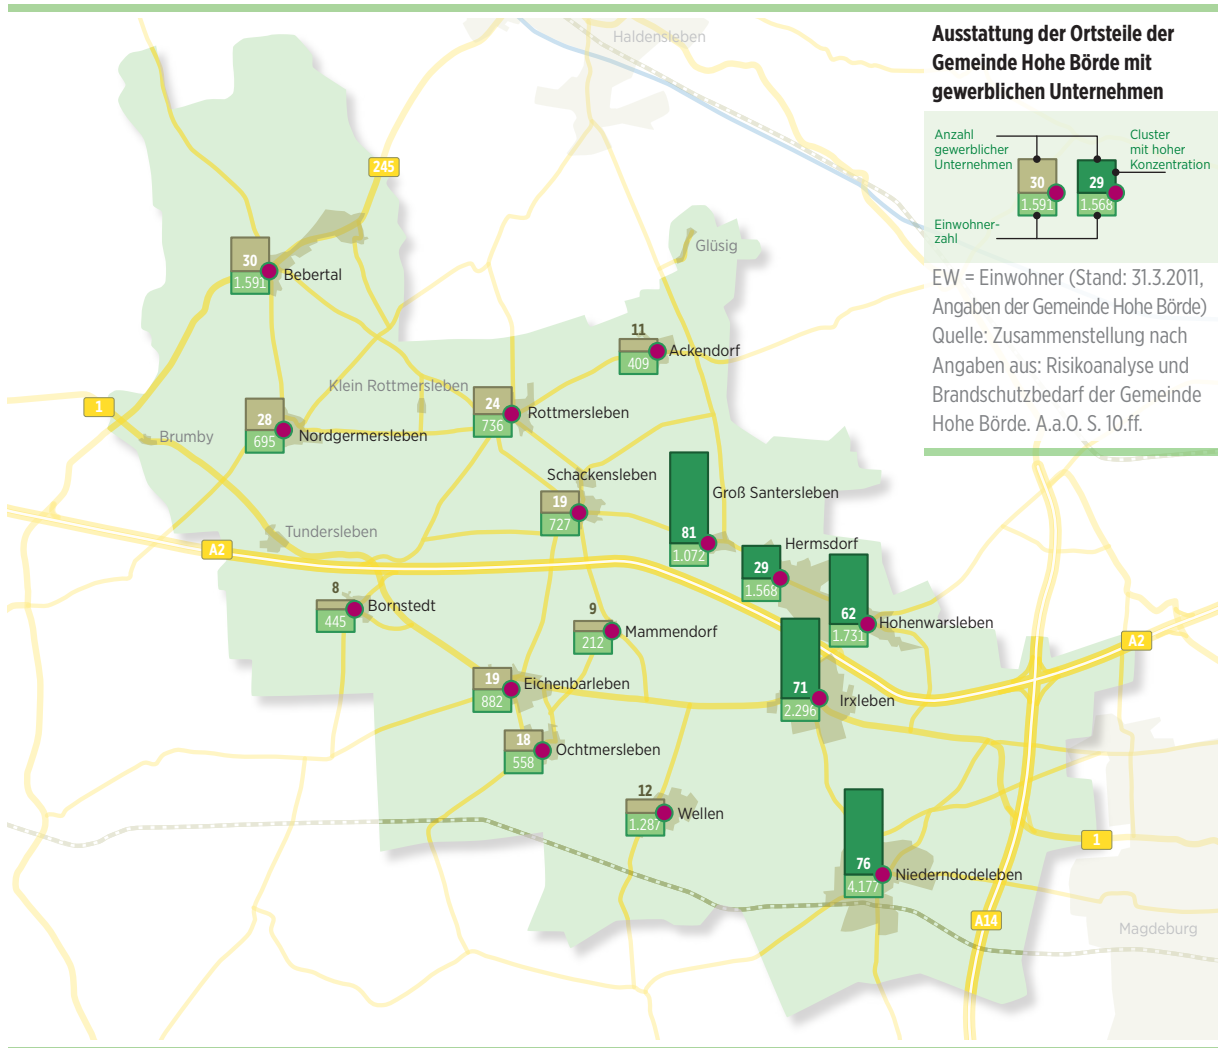 Ausstattung der Ortsteile der
Gemeinde Hohe Börde mit
gewerblichen Unternehmen
Anzahl
gewerblicher
Unternehmen
Cluster
mit hoher
Konzentration
30
1.591
29
1.568
Einwohner-
zahl
EW = Einwohner (Stand: 31.3.2011,
Angaben der Gemeinde Hohe Börde)
Quelle: Zusammenstellung nach
Angaben aus: Risikoanalyse und
Brandschutzbedarf der Gemeinde
Hohe Börde. A.a.O. S. 10.ff.
Haldensleben
245
Glüsig
30
1.591
Bebertal
11
409
Ackendorf
Klein Rottmersleben
1
24
736
Rottmersleben
28
695
Nordgermersleben
Brumby
Schackensleben
19
727
81
1.072
Groß Santersleben
Tundersleben
A2
Hermsdorf
29
1.568
62
1.731
Hohenwarsleben
8
445
Bornstedt
9
212
Mammendorf
A2
19
882
Eichenbarleben
71
2.296
Irxleben
18
558
Ochtmersleben
12
1.287
Wellen
1
76
4.177
Niederndodeleben
A14
Magdeburg